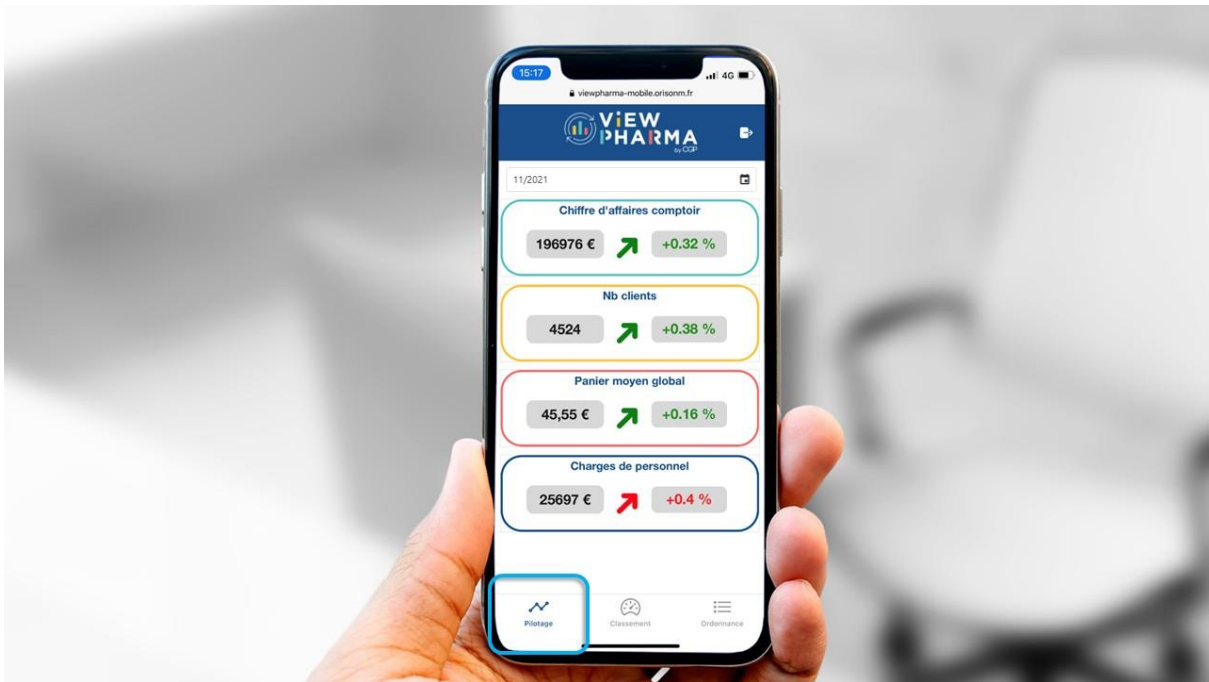 15:17
4G
viewpharma-mobile.orisonm.fr
ViEW
PHARMA
by CGP
11/2021
Chiffre d'affaires comptoir
196976 € +0.32 %
Nb clients
4524 +0.38 %
Panier moyen global
45,55 € +0.16 %
Charges de personnel
25697 € +0.4 %
Pilotage Classement Ordonnance